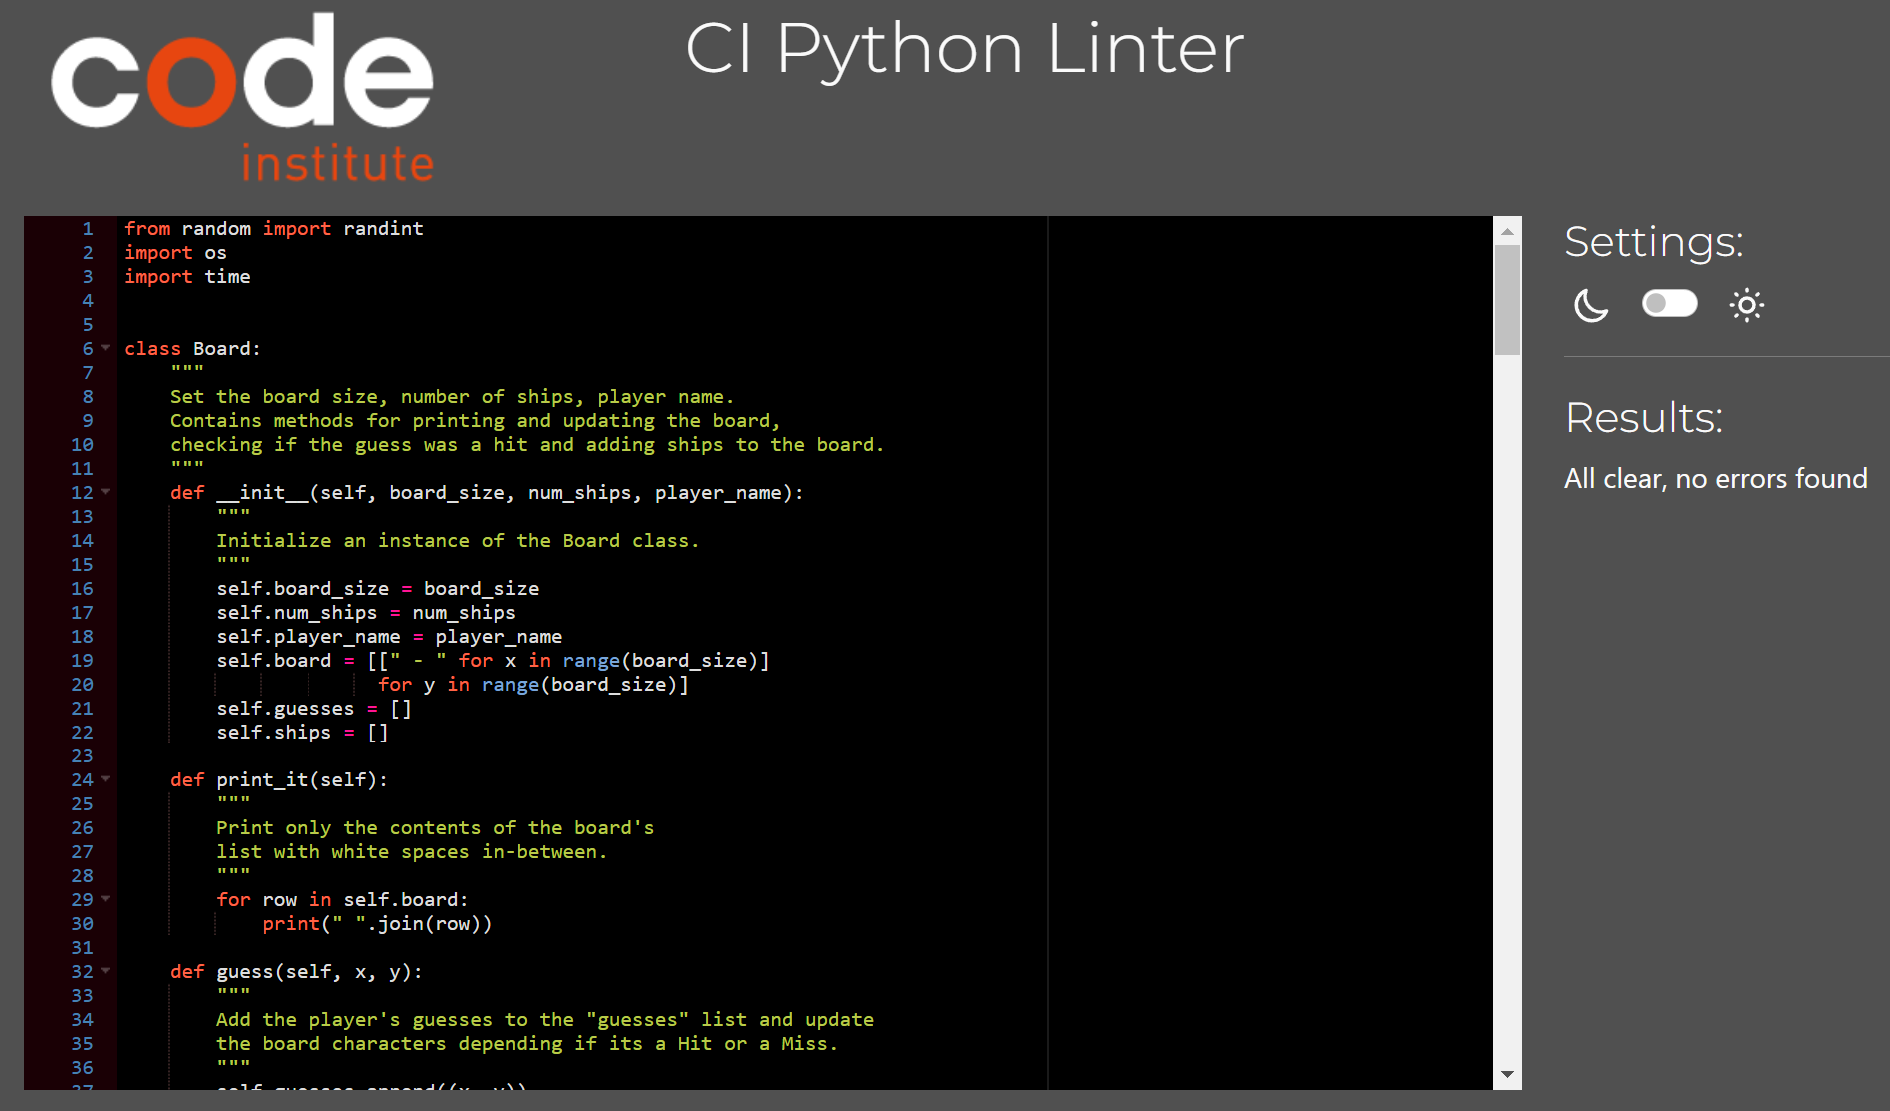 code
institute
CI Python Linter
1 from random import randint
2 import os
3 import time
4
5
6 class Board:
7     """
8     Set the board size, number of ships, player name.
9     Contains methods for printing and updating the board,
10     checking if the guess was a hit and adding ships to the board.
11     """
12     def __init__(self, board_size, num_ships, player_name):
13         """
14         Initialize an instance of the Board class.
15         """
16         self.board_size = board_size
17         self.num_ships = num_ships
18         self.player_name = player_name
19         self.board = [[" - " for x in range(board_size)]
20                       for y in range(board_size)]
21         self.guesses = []
22         self.ships = []
23
24     def print_it(self):
25         """
26         Print only the contents of the board's
27         list with white spaces in-between.
28         """
29         for row in self.board:
30             print(" ".join(row))
31
32     def guess(self, x, y):
33         """
34         Add the player's guesses to the "guesses" list and update
35         the board characters depending if its a Hit or a Miss.
36         """
37         self.guesses.append((x, y))
Settings:
Results:
All clear, no errors found